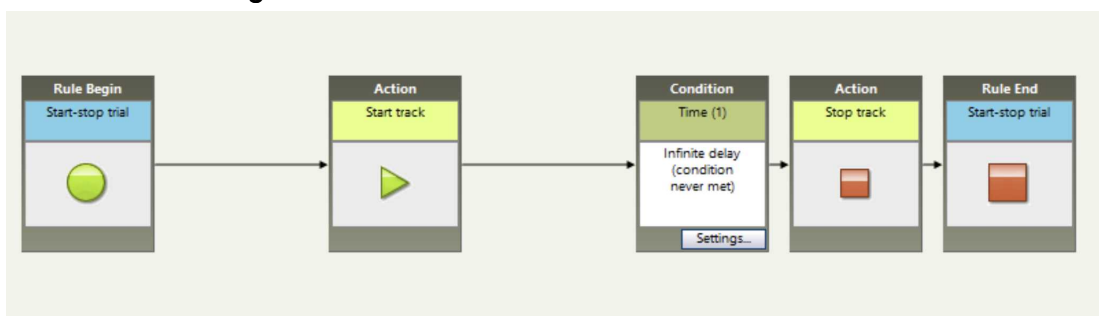 Rule Begin
Start-stop trial
Action
Start track
Condition
Time (1)
Infinite delay
(condition
never met)
Settings...
Action
Stop track
Rule End
Start-stop trial